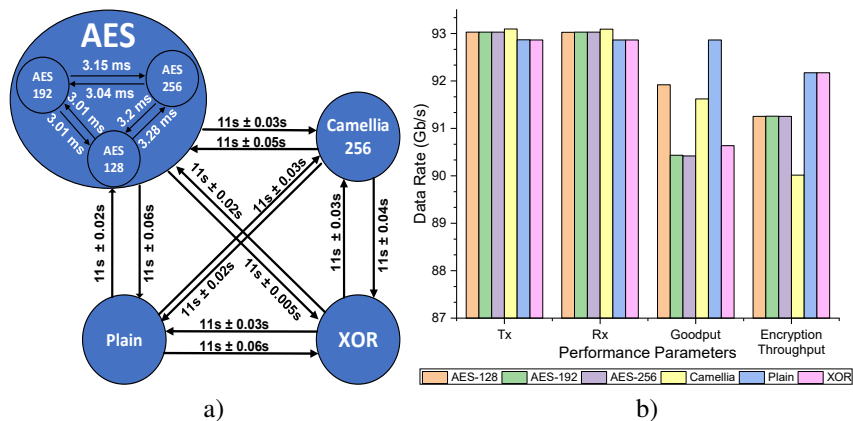 AES
3.15 ms
AES
192
AES
256
3.04 ms
3.01 ms
3.01 ms
3.2 ms
3.28 ms
AES
128
11s ± 0.03s
11s ± 0.05s
Camellia
256
11s ± 0.02s
11s ± 0.06s
11s ± 0.02s
11s ± 0.03s
11s ± 0.03s
11s ± 0.04s
11s ± 0.02s
11s ± 0.005s
Plain
11s ± 0.03s
11s ± 0.06s
XOR
a)
b)
Data Rate (Gb/s)
93
92
91
90
89
88
87
Tx
Rx
Goodput
Encryption
Throughput
Performance Parameters
AES-128
AES-192
AES-256
Camellia
Plain
XOR
b)